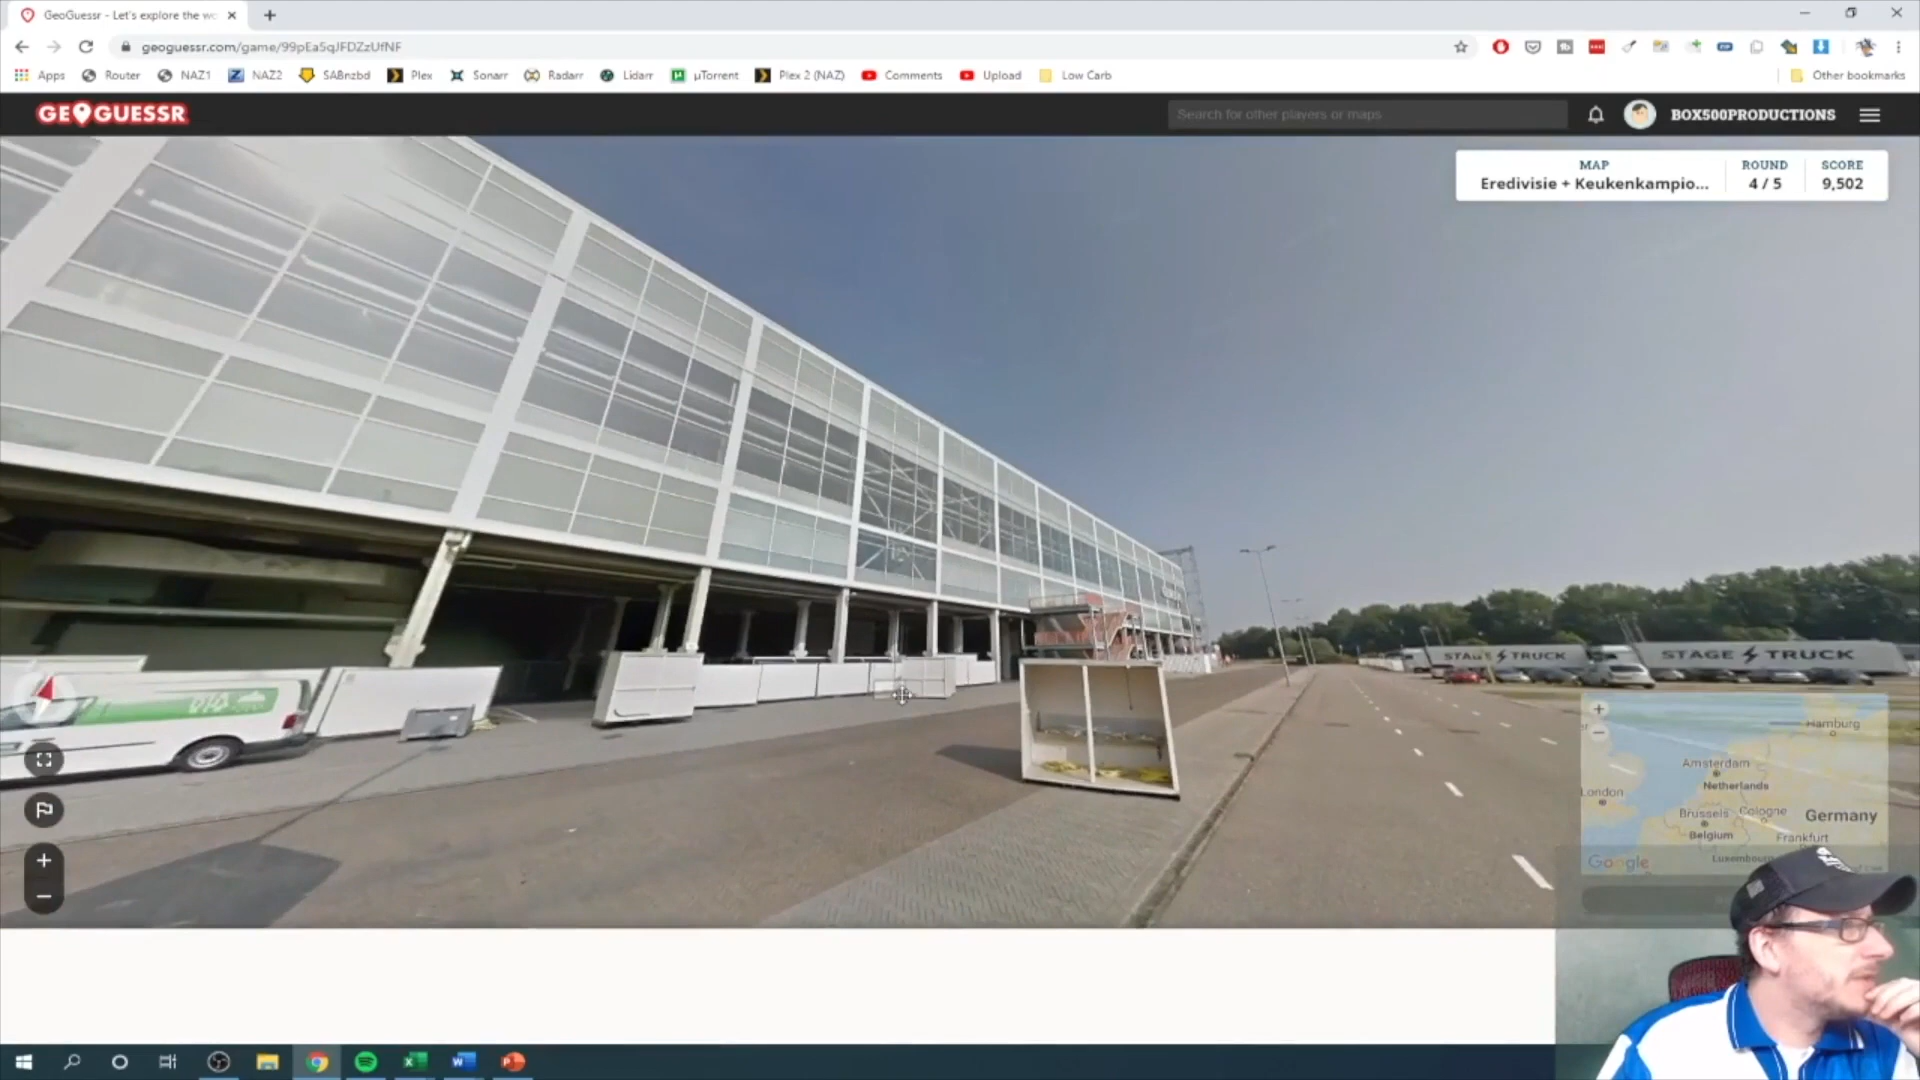 GeoGuessr - Let's explore the wo
geoguessr.com/game/99pEa5qJFDZzUfNF
Apps Router NAZ1 NAZ2 SABnzbd Plex Sonarr Radarr Lidarr µTorrent Plex 2 (NAZ) Comments Upload Low Carb Other bookmarks
GEOGUESSR
Search for other players or maps
BOX500PRODUCTIONS
MAP ROUND SCORE
Eredivisie + Keukenkampio... 4 / 5 9,502
STAGE TRUCK
STAGE TRUCK
Hamburg
Amsterdam
Netherlands
London
Brussels Cologne
Germany
Belgium
Frankfurt
Google